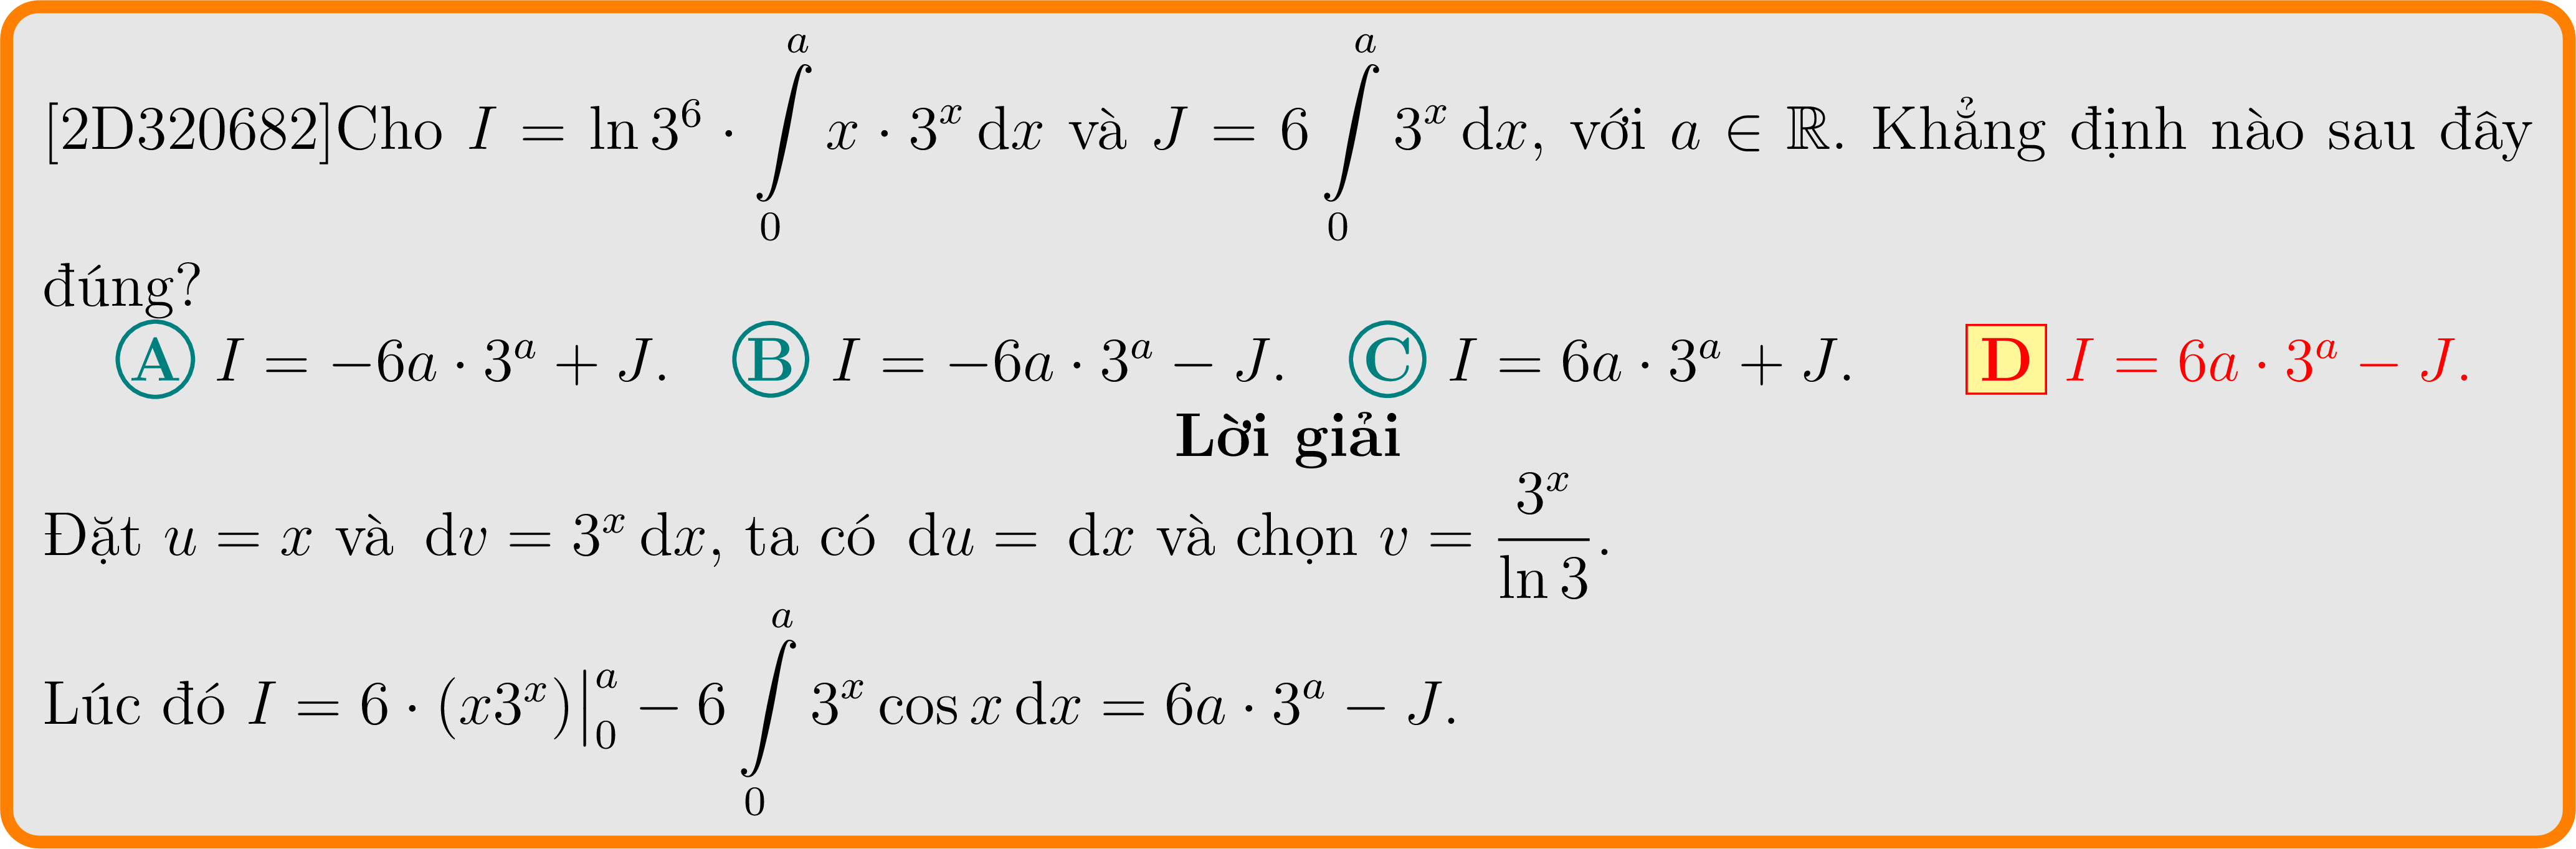 [2D320682]Cho $I = \ln 3^6 \cdot \int\limits_0^a x \cdot 3^x \, \mathrm{d}x$ và $J = 6 \int\limits_0^a 3^x \, \mathrm{d}x$, với $a \in \mathbb{R}$. Khẳng định nào sau đây
đúng?
A $I = -6a \cdot 3^a + J$. B $I = -6a \cdot 3^a - J$. C $I = 6a \cdot 3^a + J$. D $I = 6a \cdot 3^a - J$.
Lời giải
Đặt $u = x$ và $\mathrm{d}v = 3^x \, \mathrm{d}x$, ta có $\mathrm{d}u = \mathrm{d}x$ và chọn $v = \dfrac{3^x}{\ln 3}$.
Lúc đó $I = 6 \cdot (x3^x)\Big|_0^a - 6 \int\limits_0^a 3^x \cos x \, \mathrm{d}x = 6a \cdot 3^a - J$.